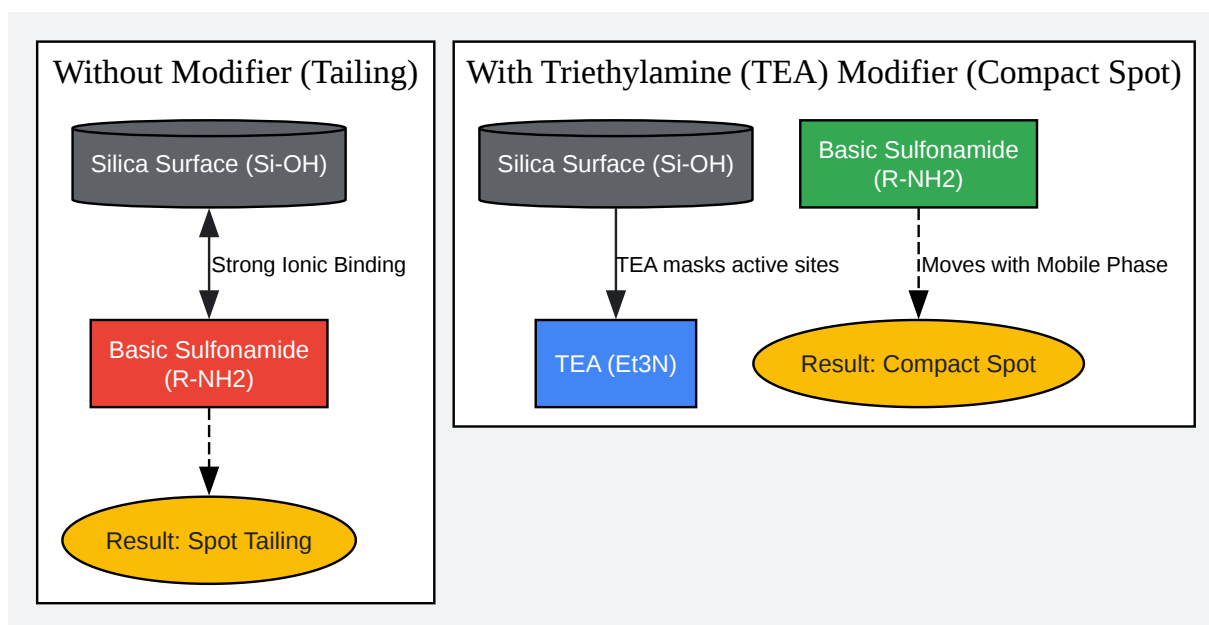 Without Modifier (Tailing)
Silica Surface (Si-OH)
Strong Ionic Binding
Basic Sulfonamide
(R-NH2)
Result: Spot Tailing
With Triethylamine (TEA) Modifier (Compact Spot)
Silica Surface (Si-OH)
TEA masks active sites
TEA (Et3N)
Basic Sulfonamide
(R-NH2)
Moves with Mobile Phase
Result: Compact Spot